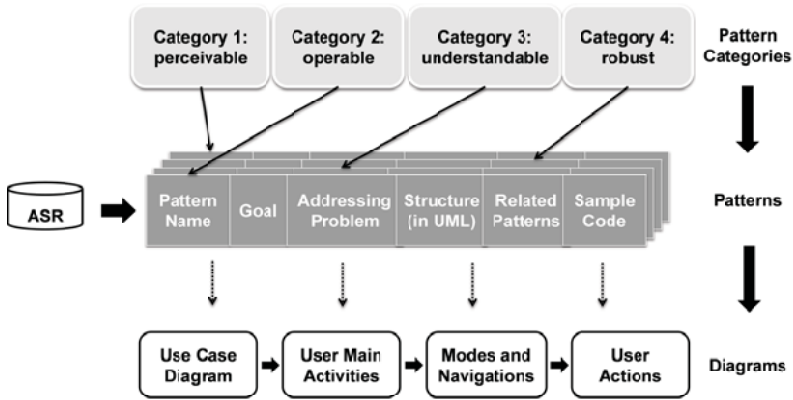 Category 1:
perceivable
Category 2:
operable
Category 3:
understandable
Category 4:
robust
Pattern
Categories
ASR
Pattern
Name
Goal
Addressing
Problem
Structure
(in UML)
Related
Patterns
Sample
Code
Patterns
Use Case
Diagram
User Main
Activities
Modes and
Navigations
User
Actions
Diagrams